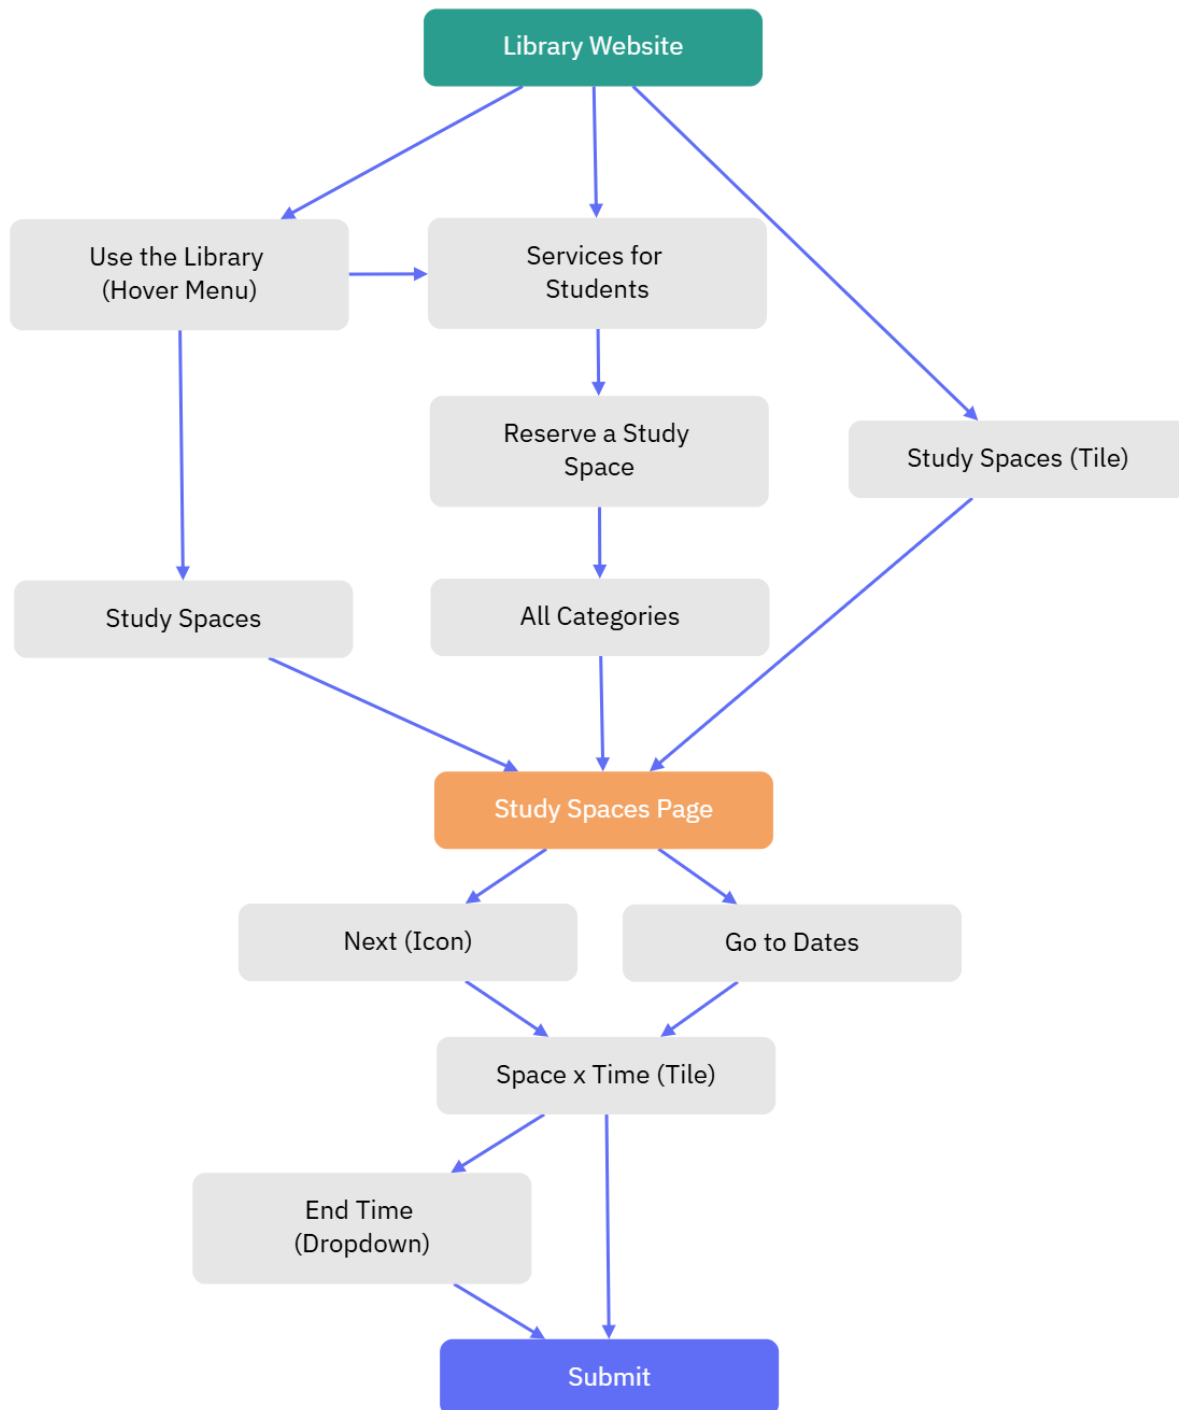 Library Website
Use the Library
(Hover Menu)
Services for
Students
Reserve a Study
Space
Study Spaces (Tile)
Study Spaces
All Categories
Study Spaces Page
Next (Icon)
Go to Dates
Space x Time (Tile)
End Time
(Dropdown)
Submit